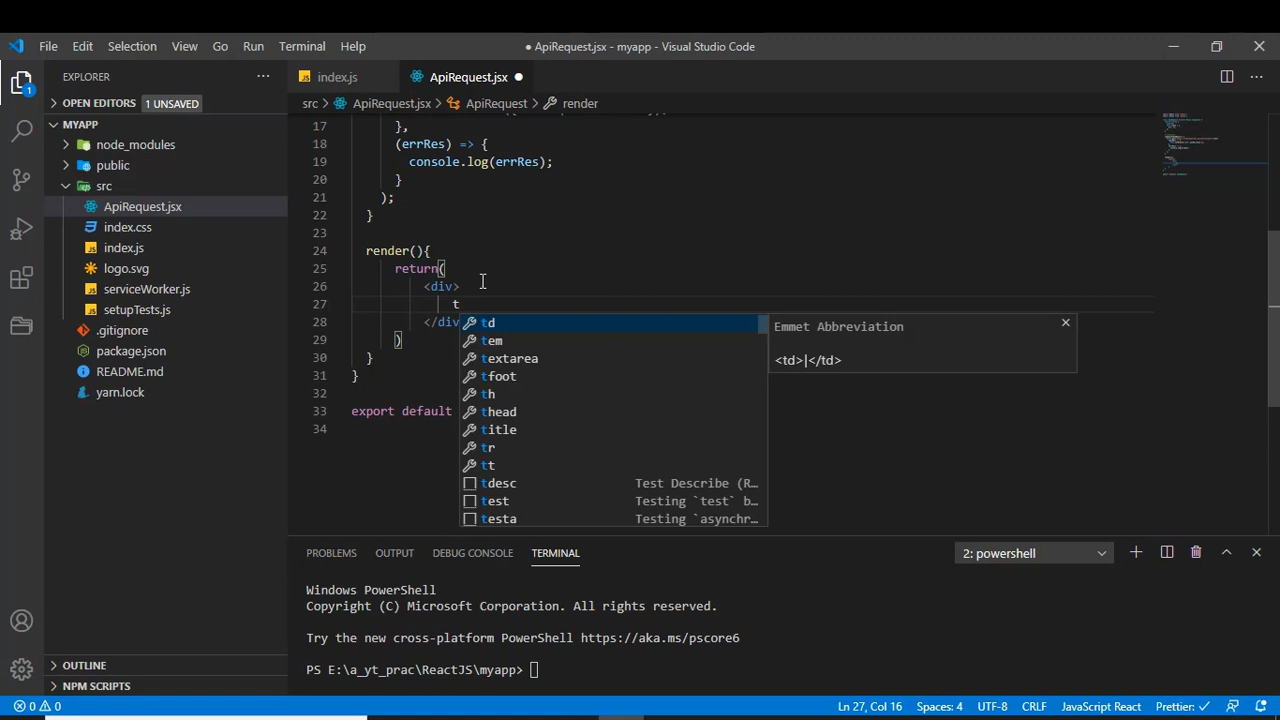 File Edit Selection View Go Run Terminal Help
● ApiRequest.jsx - myapp - Visual Studio Code
EXPLORER
index.js
ApiRequest.jsx
1
OPEN EDITORS 1 UNSAVED
src > ApiRequest.jsx > ApiRequest > render
MYAPP
node_modules
public
src
ApiRequest.jsx
index.css
index.js
logo.svg
serviceWorker.js
setupTests.js
.gitignore
package.json
README.md
yarn.lock
17 },
18 (errRes) => {
19 console.log(errRes);
20 }
21 );
22 }
23
24 render(){
25 return(
26 <div>
27 t
28 </div
29 )
30 }
31 }
32
33 export default
34
td
tem
textarea
tfoot
th
thead
title
tr
tt
tdesc Test Describe (R…
test Testing `test` b…
testa Testing `asynchr…
Emmet Abbreviation
<td>|</td>
PROBLEMS OUTPUT DEBUG CONSOLE TERMINAL
2: powershell
Windows PowerShell
Copyright (C) Microsoft Corporation. All rights reserved.
Try the new cross-platform PowerShell https://aka.ms/pscore6
PS E:\a_yt_prac\ReactJS\myapp>
OUTLINE
NPM SCRIPTS
0 0
Ln 27, Col 16 Spaces: 4 UTF-8 CRLF JavaScript React Prettier: ✓